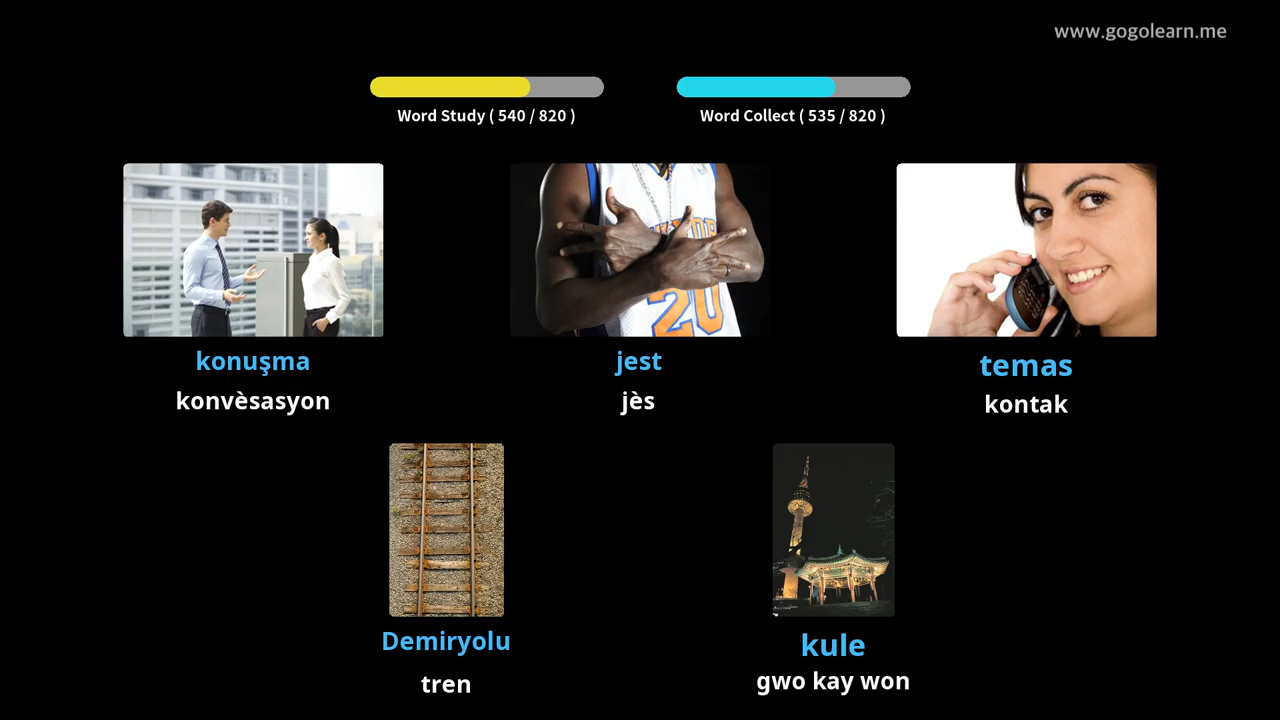 www.gogolearn.me
Word Study ( 540 / 820 )
Word Collect ( 535 / 820 )
konuşma
jest
temas
konvèsasyon
jès
kontak
20
Demiryolu
kule
tren
gwo kay won